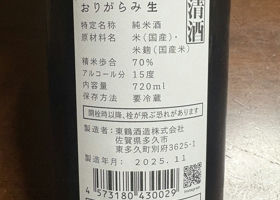 おりがらみ 生
清酒
特定名称：純米酒
原材料名：米（国産）・
米麹（国産米）
精米歩合：70％
アルコール分：15度
内容量：720ml
保存方法：要冷蔵
開栓時以降、栓が飛ぶ恐れがあります
製造者：東鶴酒造株式会社
佐賀県多久市
東多久町別府3625-1
製造年月：2025.11
4 573180 430029
Instagram